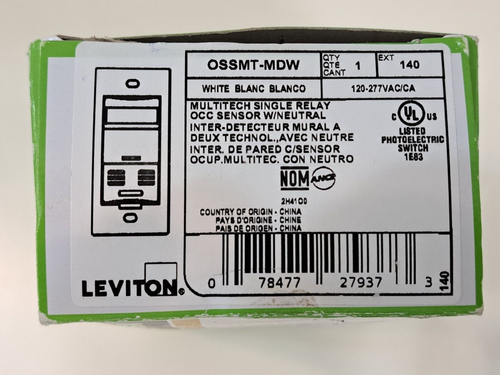 OSSMT-MDW
QTY
QTE
CANT
1
EXT 140
WHITE BLANC BLANCO
120-277VAC/CA
MULTITECH SINGLE RELAY
OCC SENSOR W/NEUTRAL
INTER-DETECTEUR MURAL A
DEUX TECHNOL.,AVEC NEUTRE
INTER. DE PARED C/SENSOR
OCUP.MULTITEC. CON NEUTRO
C UL US
LISTED
PHOTOELECTRIC
SWITCH
1E83
NOM ANCE
2H4100
COUNTRY OF ORIGIN - CHINA
PAYS D'ORIGINE - CHINE
PAIS DE ORIGEN - CHINA
LEVITON®
0 78477 27937 3
140